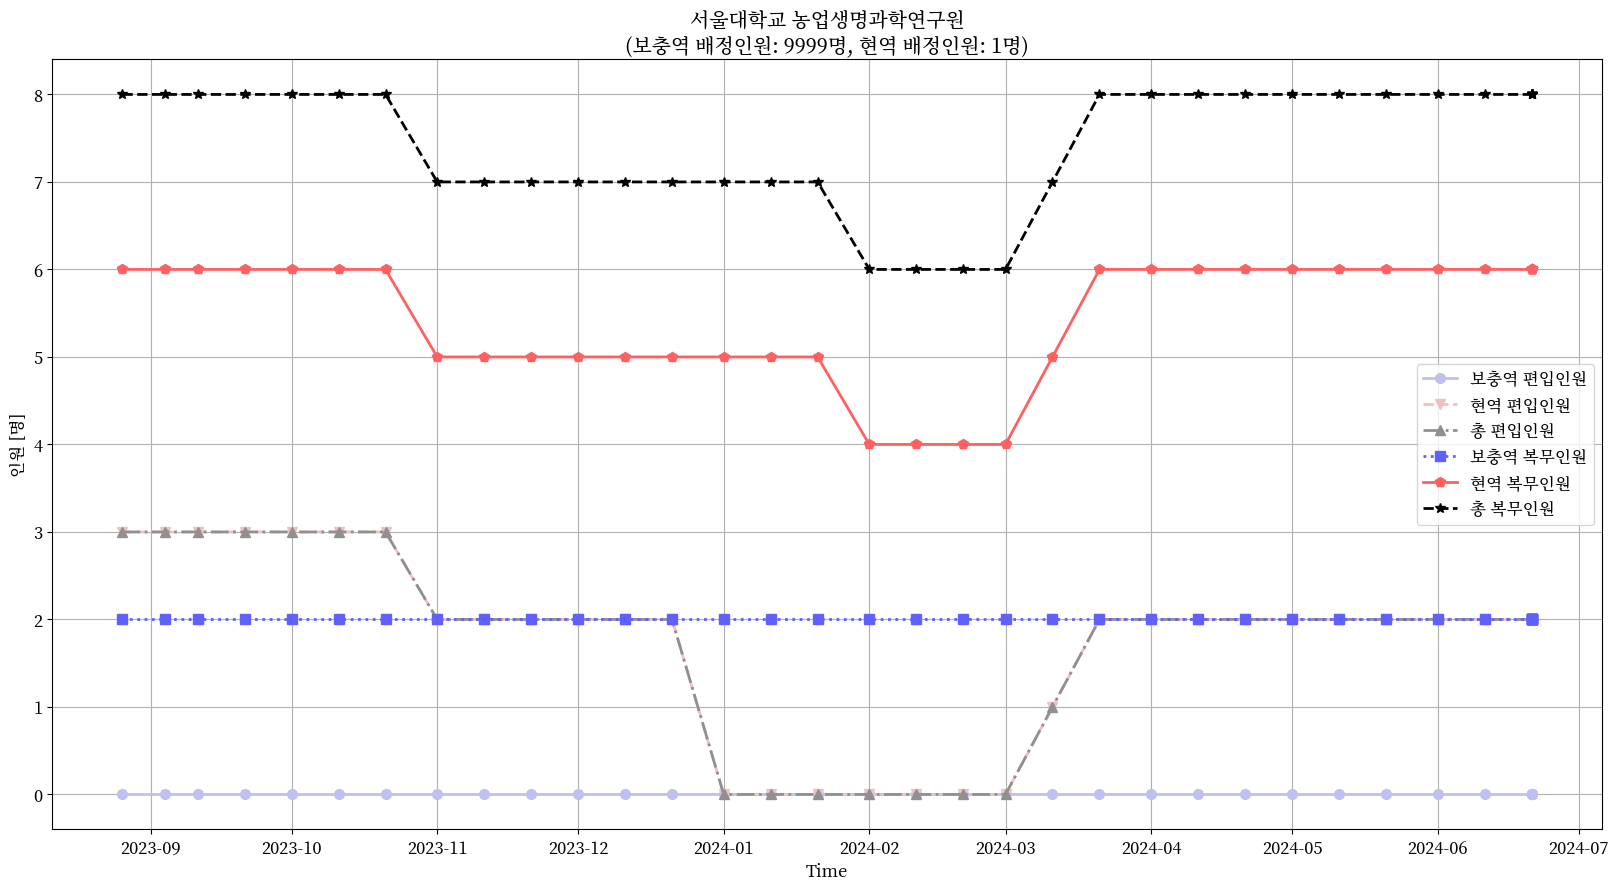 서울대학교 농업생명과학연구원
(보충역 배정인원: 9999명, 현역 배정인원: 1명)
8
7
6
5
4
3
2
1
0
인원 [명]
보충역 편입인원
현역 편입인원
총 편입인원
보충역 복무인원
현역 복무인원
총 복무인원
2023-09 2023-10 2023-11 2023-12 2024-01 2024-02 2024-03 2024-04 2024-05 2024-06 2024-07
Time